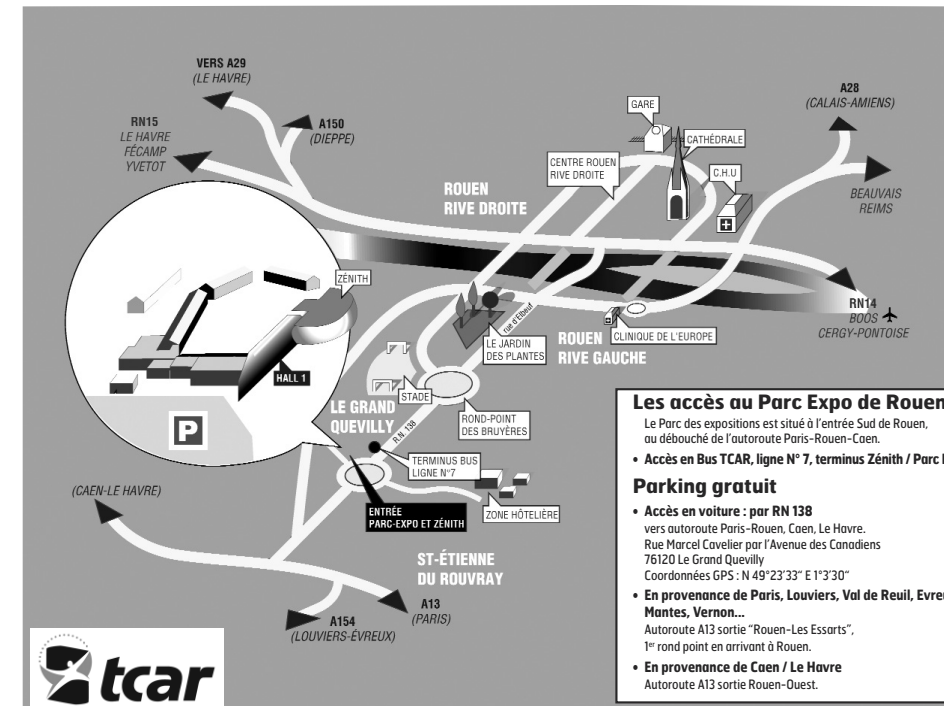 VERS A29
(LE HAVRE)
A150
(DIEPPE)
RN15
LE HAVRE
FÉCAMP
YVETOT
A28
(CALAIS-AMIENS)
GARE
CATHÉDRALE
CENTRE ROUEN
RIVE DROITE
C.H.U
ROUEN
RIVE DROITE
BEAUVAIS
REIMS
ZÉNITH
RN14
BOOS
CERGY-PONTOISE
rue d'Elbeuf
LE JARDIN
DES PLANTES
ROUEN
RIVE GAUCHE
CLINIQUE DE L'EUROPE
HALL 1
P
STADE
LE GRAND
QUEVILLY
R.N. 138
ROND-POINT
DES BRUYÈRES
TERMINUS BUS
LIGNE N°7
(CAEN-LE HAVRE)
ENTRÉE
PARC-EXPO ET ZÉNITH
ZONE HÔTELIÈRE
ST-ÉTIENNE
DU ROUVRAY
A13
(PARIS)
A154
(LOUVIERS-ÉVREUX)
tcar
Les accès au Parc Expo de Rouen
Le Parc des expositions est situé à l'entrée Sud de Rouen,
au débouché de l'autoroute Paris-Rouen-Caen.
• Accès en Bus TCAR, ligne N° 7, terminus Zénith / Parc
Parking gratuit
• Accès en voiture : par RN 138
vers autoroute Paris-Rouen, Caen, Le Havre.
Rue Marcel Cavelier par l'Avenue des Canadiens
76120 Le Grand Quevilly
Coordonnées GPS : N 49°23'33" E 1°3'30"
• En provenance de Paris, Louviers, Val de Reuil,
Mantes, Vernon...
Autoroute A13 sortie "Rouen-Les Essarts",
1er rond point en arrivant à Rouen.
• En provenance de Caen / Le Havre
Autoroute A13 sortie Rouen-Ouest.